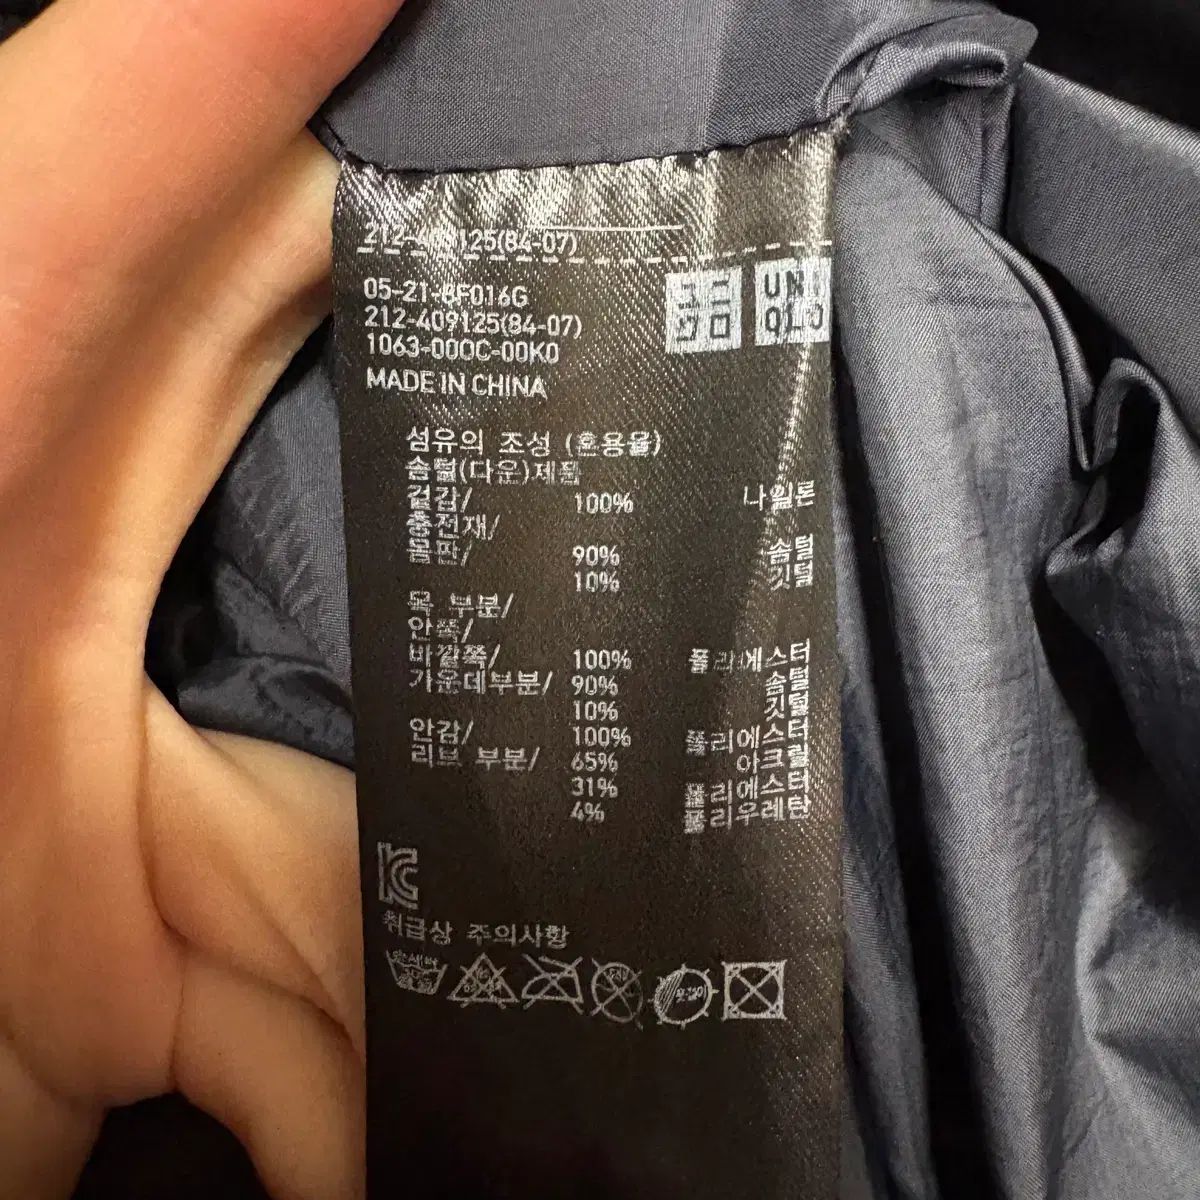 212-409125(84-07)
05-21-BF016G
212-409125(84-07)
1063-000C-00K0
MADE IN CHINA
유니클로
UNI
QLO
섬유의 조성 (혼용율)
솜털(다운)제품
겉감/ 100% 나일론
충전재/
몸판/ 90% 솜털
10% 깃털
목 부분/
안쪽/
바깥쪽/ 100% 폴리에스터
가운데부분/ 90% 솜털
10% 깃털
안감/ 100% 폴리에스터
리브 부분/ 65% 아크릴
31% 폴리에스터
4% 폴리우레탄
KC
취급상 주의사항